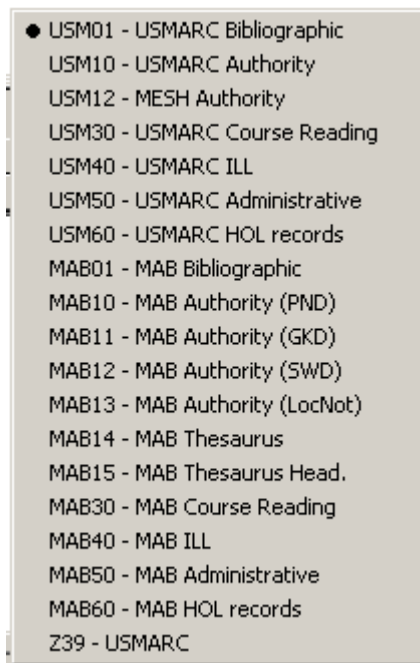 USM01 - USMARC Bibliographic
USM10 - USMARC Authority
USM12 - MESH Authority
USM30 - USMARC Course Reading
USM40 - USMARC ILL
USM50 - USMARC Administrative
USM60 - USMARC HOL records
MAB01 - MAB Bibliographic
MAB10 - MAB Authority (PND)
MAB11 - MAB Authority (GKD)
MAB12 - MAB Authority (SWD)
MAB13 - MAB Authority (LocNot)
MAB14 - MAB Thesaurus
MAB15 - MAB Thesaurus Head.
MAB30 - MAB Course Reading
MAB40 - MAB ILL
MAB50 - MAB Administrative
MAB60 - MAB HOL records
Z39 - USMARC